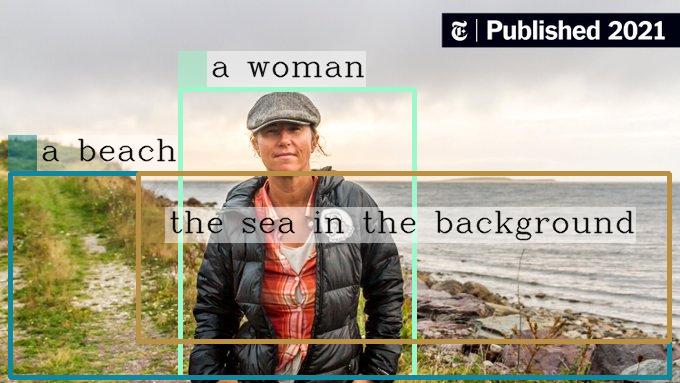 Published 2021
a woman
a beach
the sea in the background